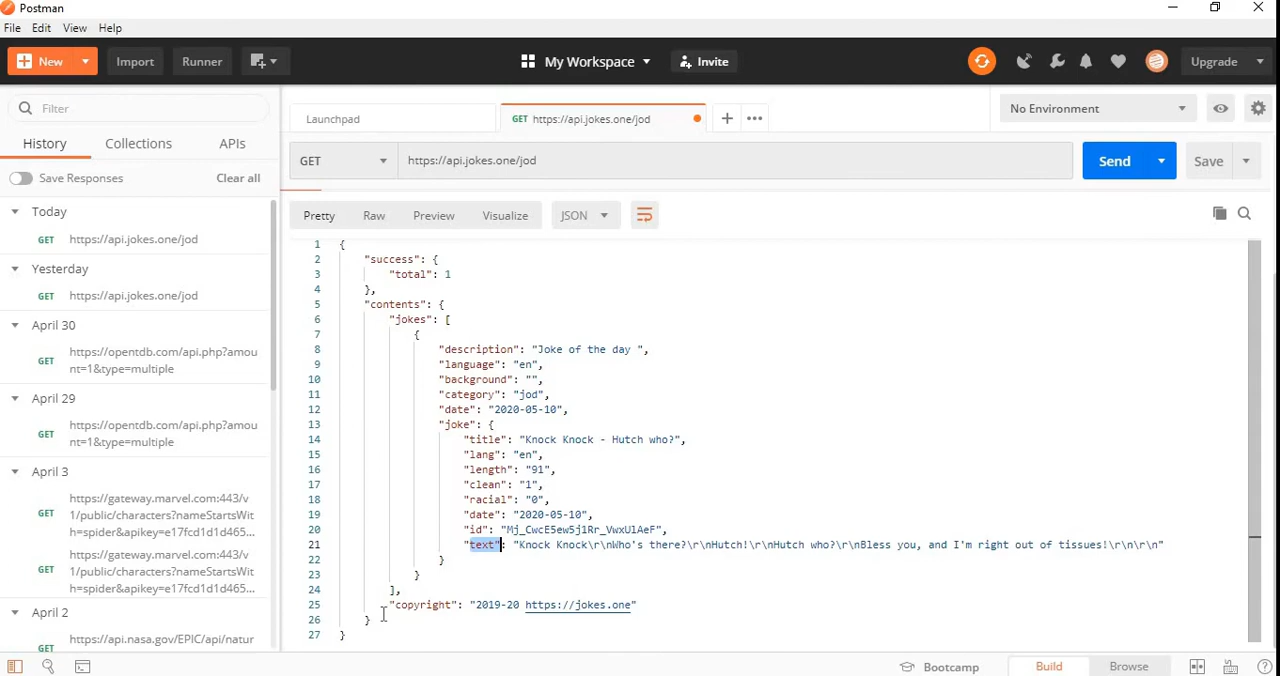 Postman
File Edit View Help
New Import Runner My Workspace Invite Upgrade
Filter
History Collections APIs
Save Responses Clear all
Today
GET https://api.jokes.one/jod
Yesterday
GET https://api.jokes.one/jod
April 30
GET https://opentdb.com/api.php?amou
nt=1&type=multiple
April 29
GET https://opentdb.com/api.php?amou
nt=1&type=multiple
April 3
GET https://gateway.marvel.com:443/v
1/public/characters?nameStartsWit
h=spider&apikey=e17fcd1d1d465...
GET https://gateway.marvel.com:443/v
1/public/characters?nameStartsWit
h=spider&apikey=e17fcd1d1d465...
April 2
GET https://api.nasa.gov/EPIC/api/natur
Launchpad GET https://api.jokes.one/jod No Environment
GET https://api.jokes.one/jod Send Save
Pretty Raw Preview Visualize JSON
1 {
2 "success": {
3 "total": 1
4 },
5 "contents": {
6 "jokes": [
7 {
8 "description": "Joke of the day ",
9 "language": "en",
10 "background": "",
11 "category": "jod",
12 "date": "2020-05-10",
13 "joke": {
14 "title": "Knock Knock - Hutch who?",
15 "lang": "en",
16 "length": "91",
17 "clean": "1",
18 "racial": "0",
19 "date": "2020-05-10",
20 "id": "Mj_CwcE5ew5j1Rr_VwxUlAeF",
21 "text": "Knock Knock\r\nWho's there?\r\nHutch!\r\nHutch who?\r\nBless you, and I'm right out of tissues!\r\n\r\n"
22 }
23 }
24 ],
25 "copyright": "2019-20 https://jokes.one"
26 }
27 }
Bootcamp Build Browse